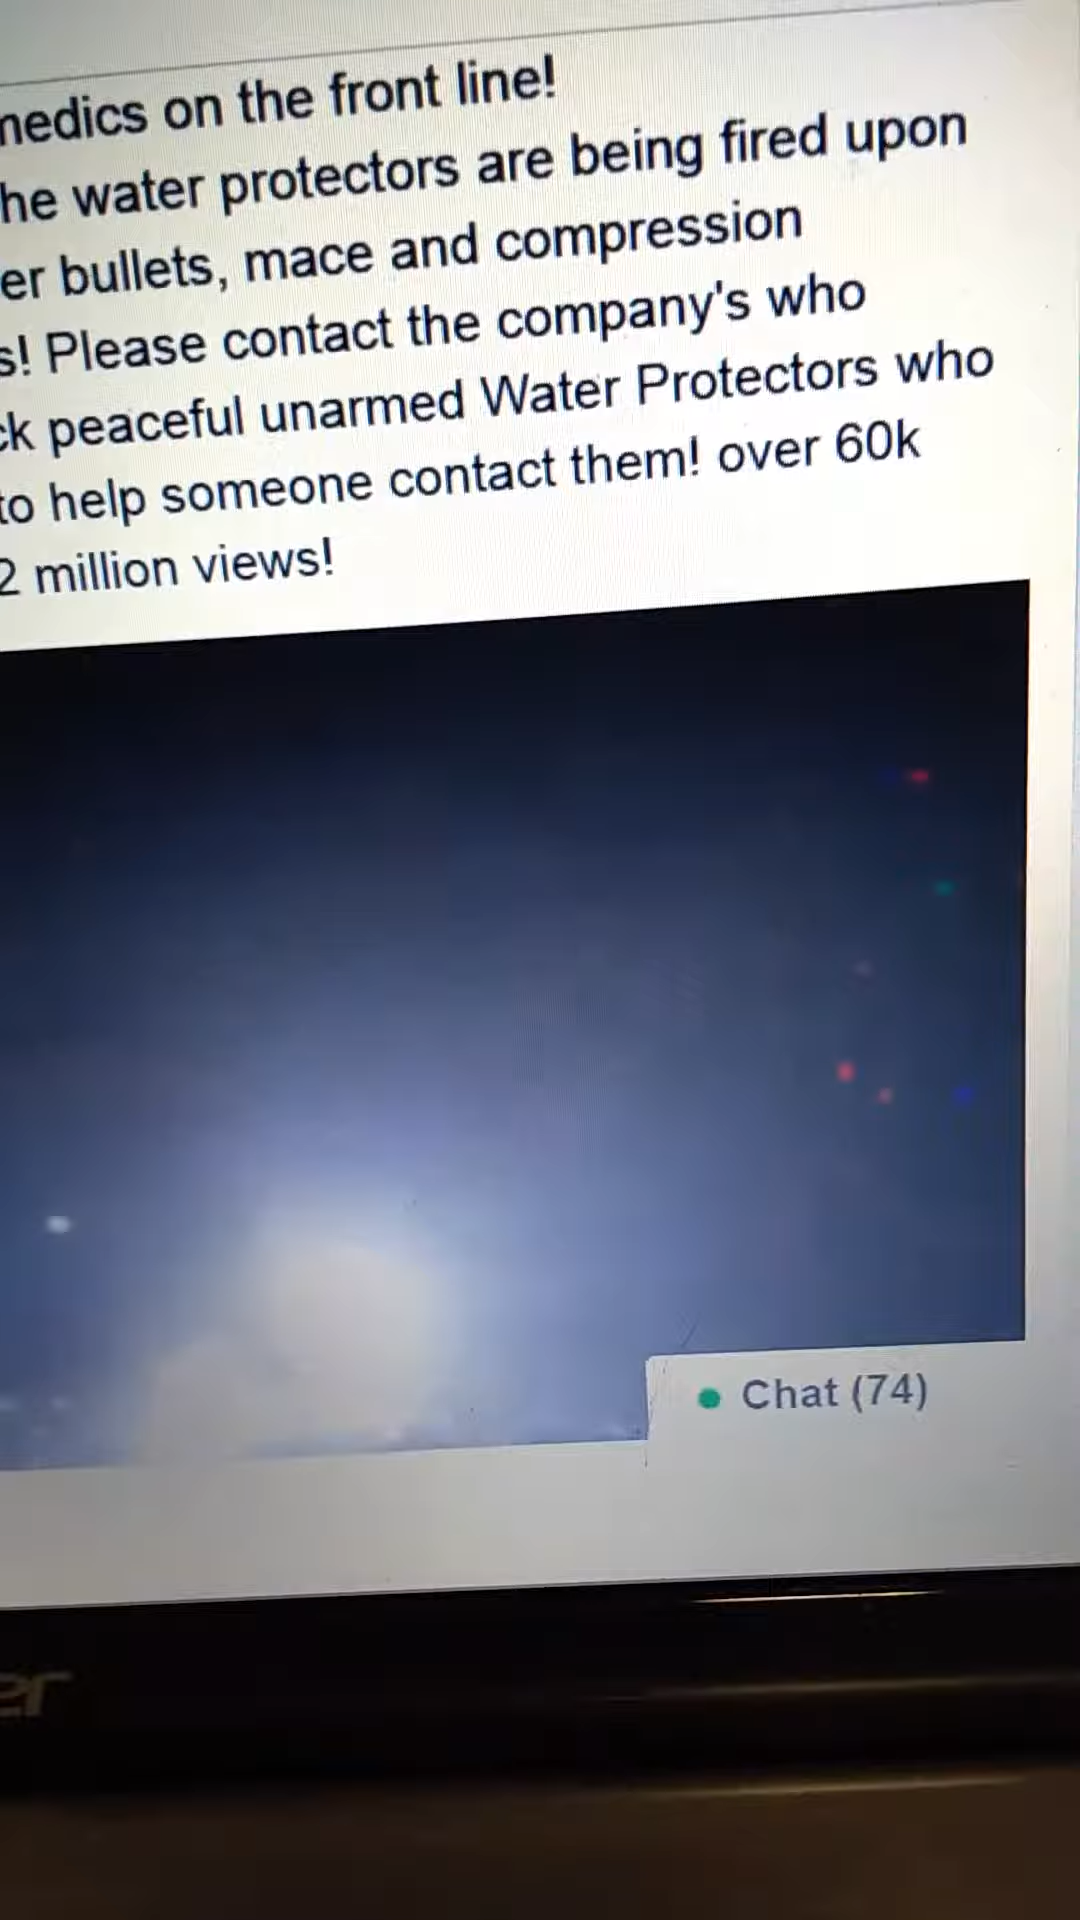 medics on the front line!
he water protectors are being fired upon
er bullets, mace and compression
s! Please contact the company's who
ck peaceful unarmed Water Protectors who
to help someone contact them! over 60k
2 million views!
Chat (74)
er